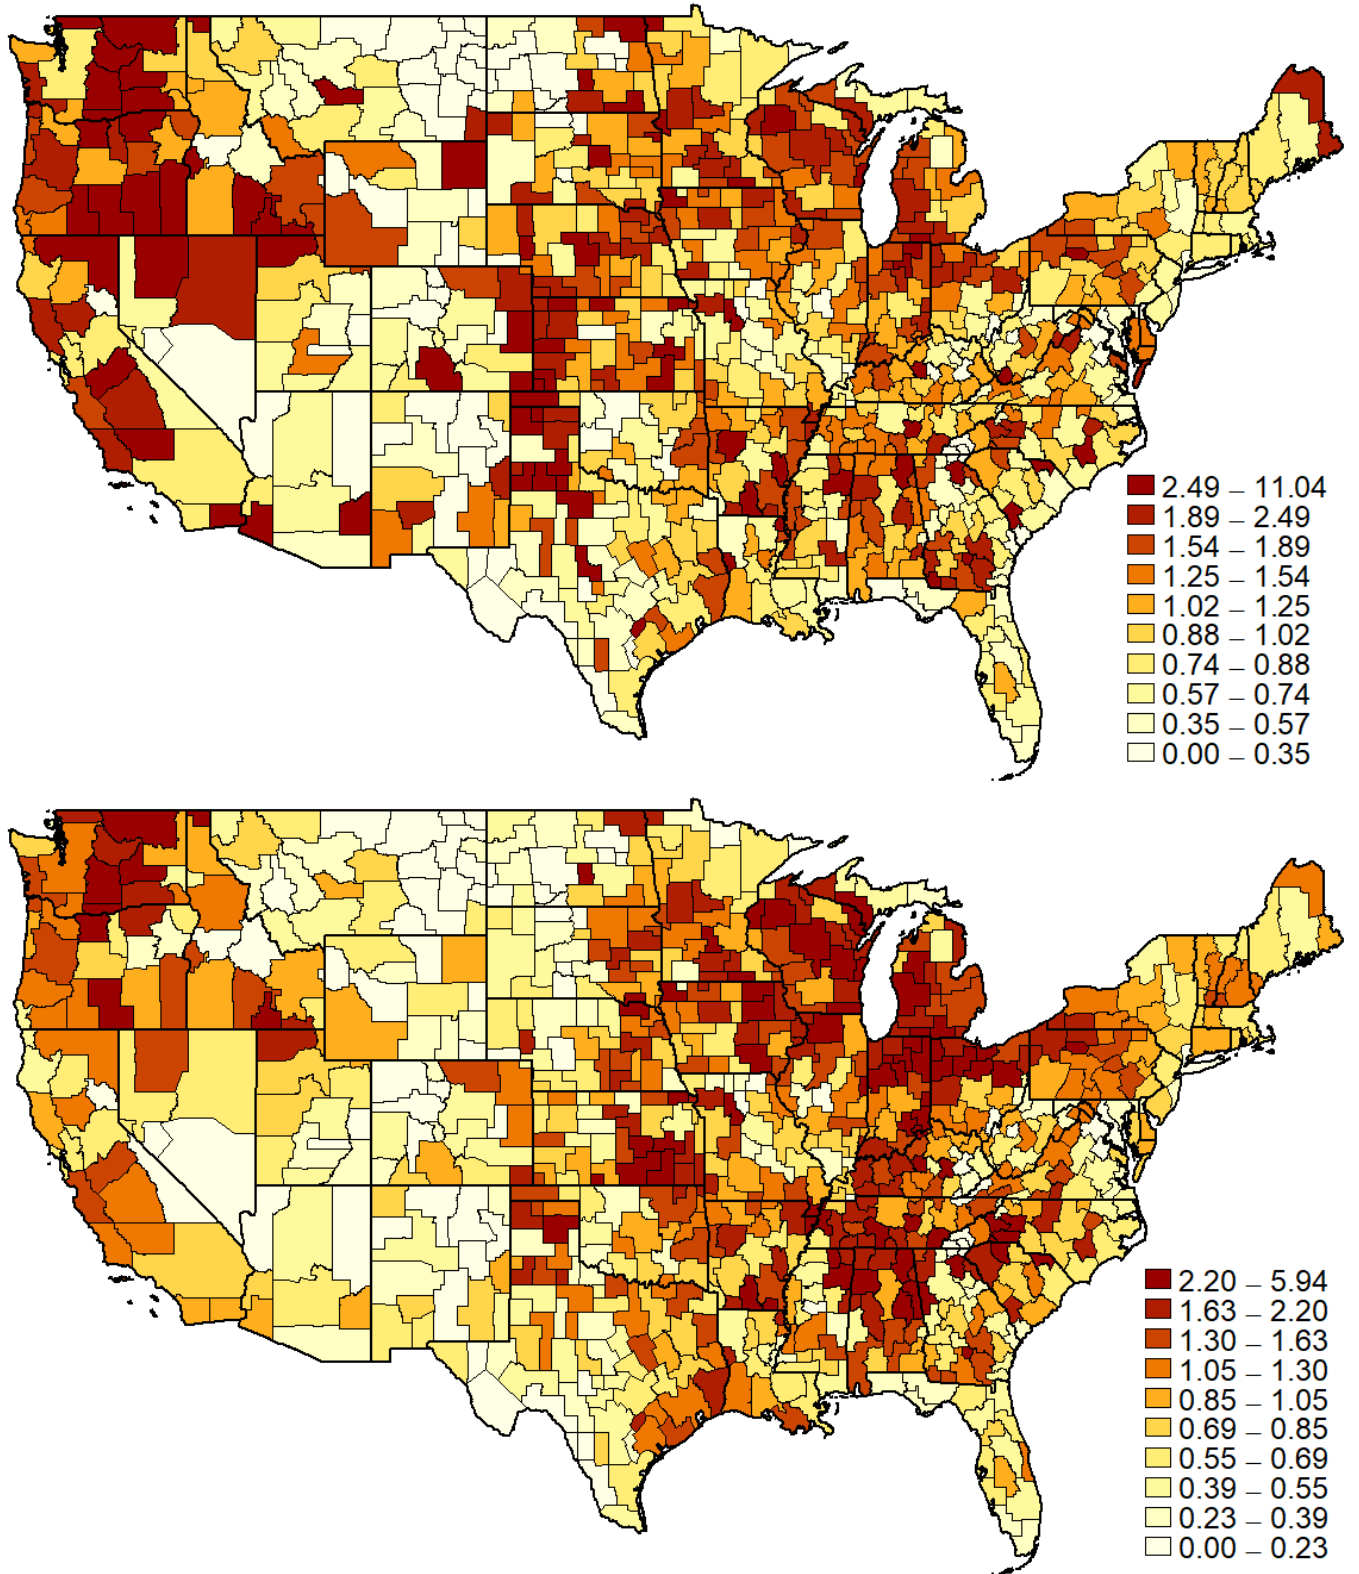 2.49 – 11.04
1.89 – 2.49
1.54 – 1.89
1.25 – 1.54
1.02 – 1.25
0.88 – 1.02
0.74 – 0.88
0.57 – 0.74
0.35 – 0.57
0.00 – 0.35
2.20 – 5.94
1.63 – 2.20
1.30 – 1.63
1.05 – 1.30
0.85 – 1.05
0.69 – 0.85
0.55 – 0.69
0.39 – 0.55
0.23 – 0.39
0.00 – 0.23